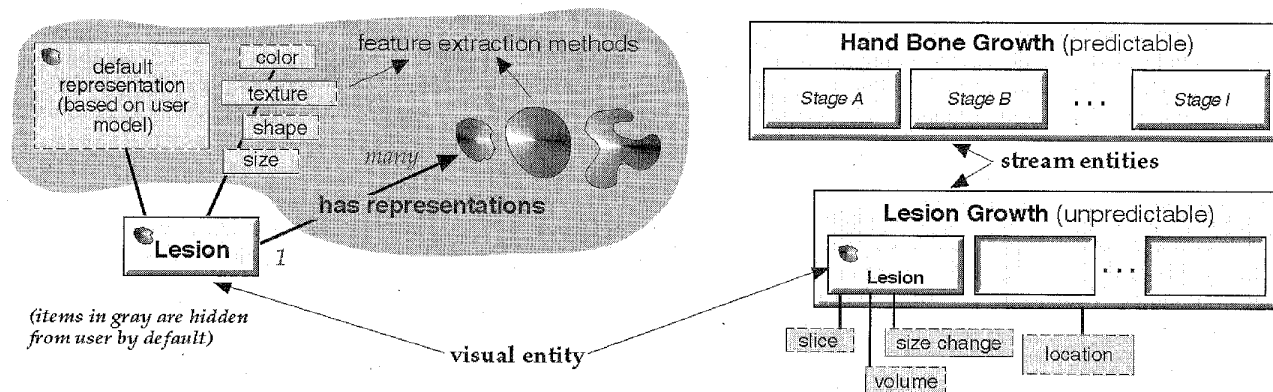 default
representation
(based on user
model)
color
texture
shape
size
feature extraction methods
many
has representations
Lesion
1
(items in gray are hidden
from user by default)
visual entity
Hand Bone Growth (predictable)
Stage A
Stage B
...
Stage I
stream entities
Lesion Growth (unpredictable)
Lesion
...
slice
volume
size change
location